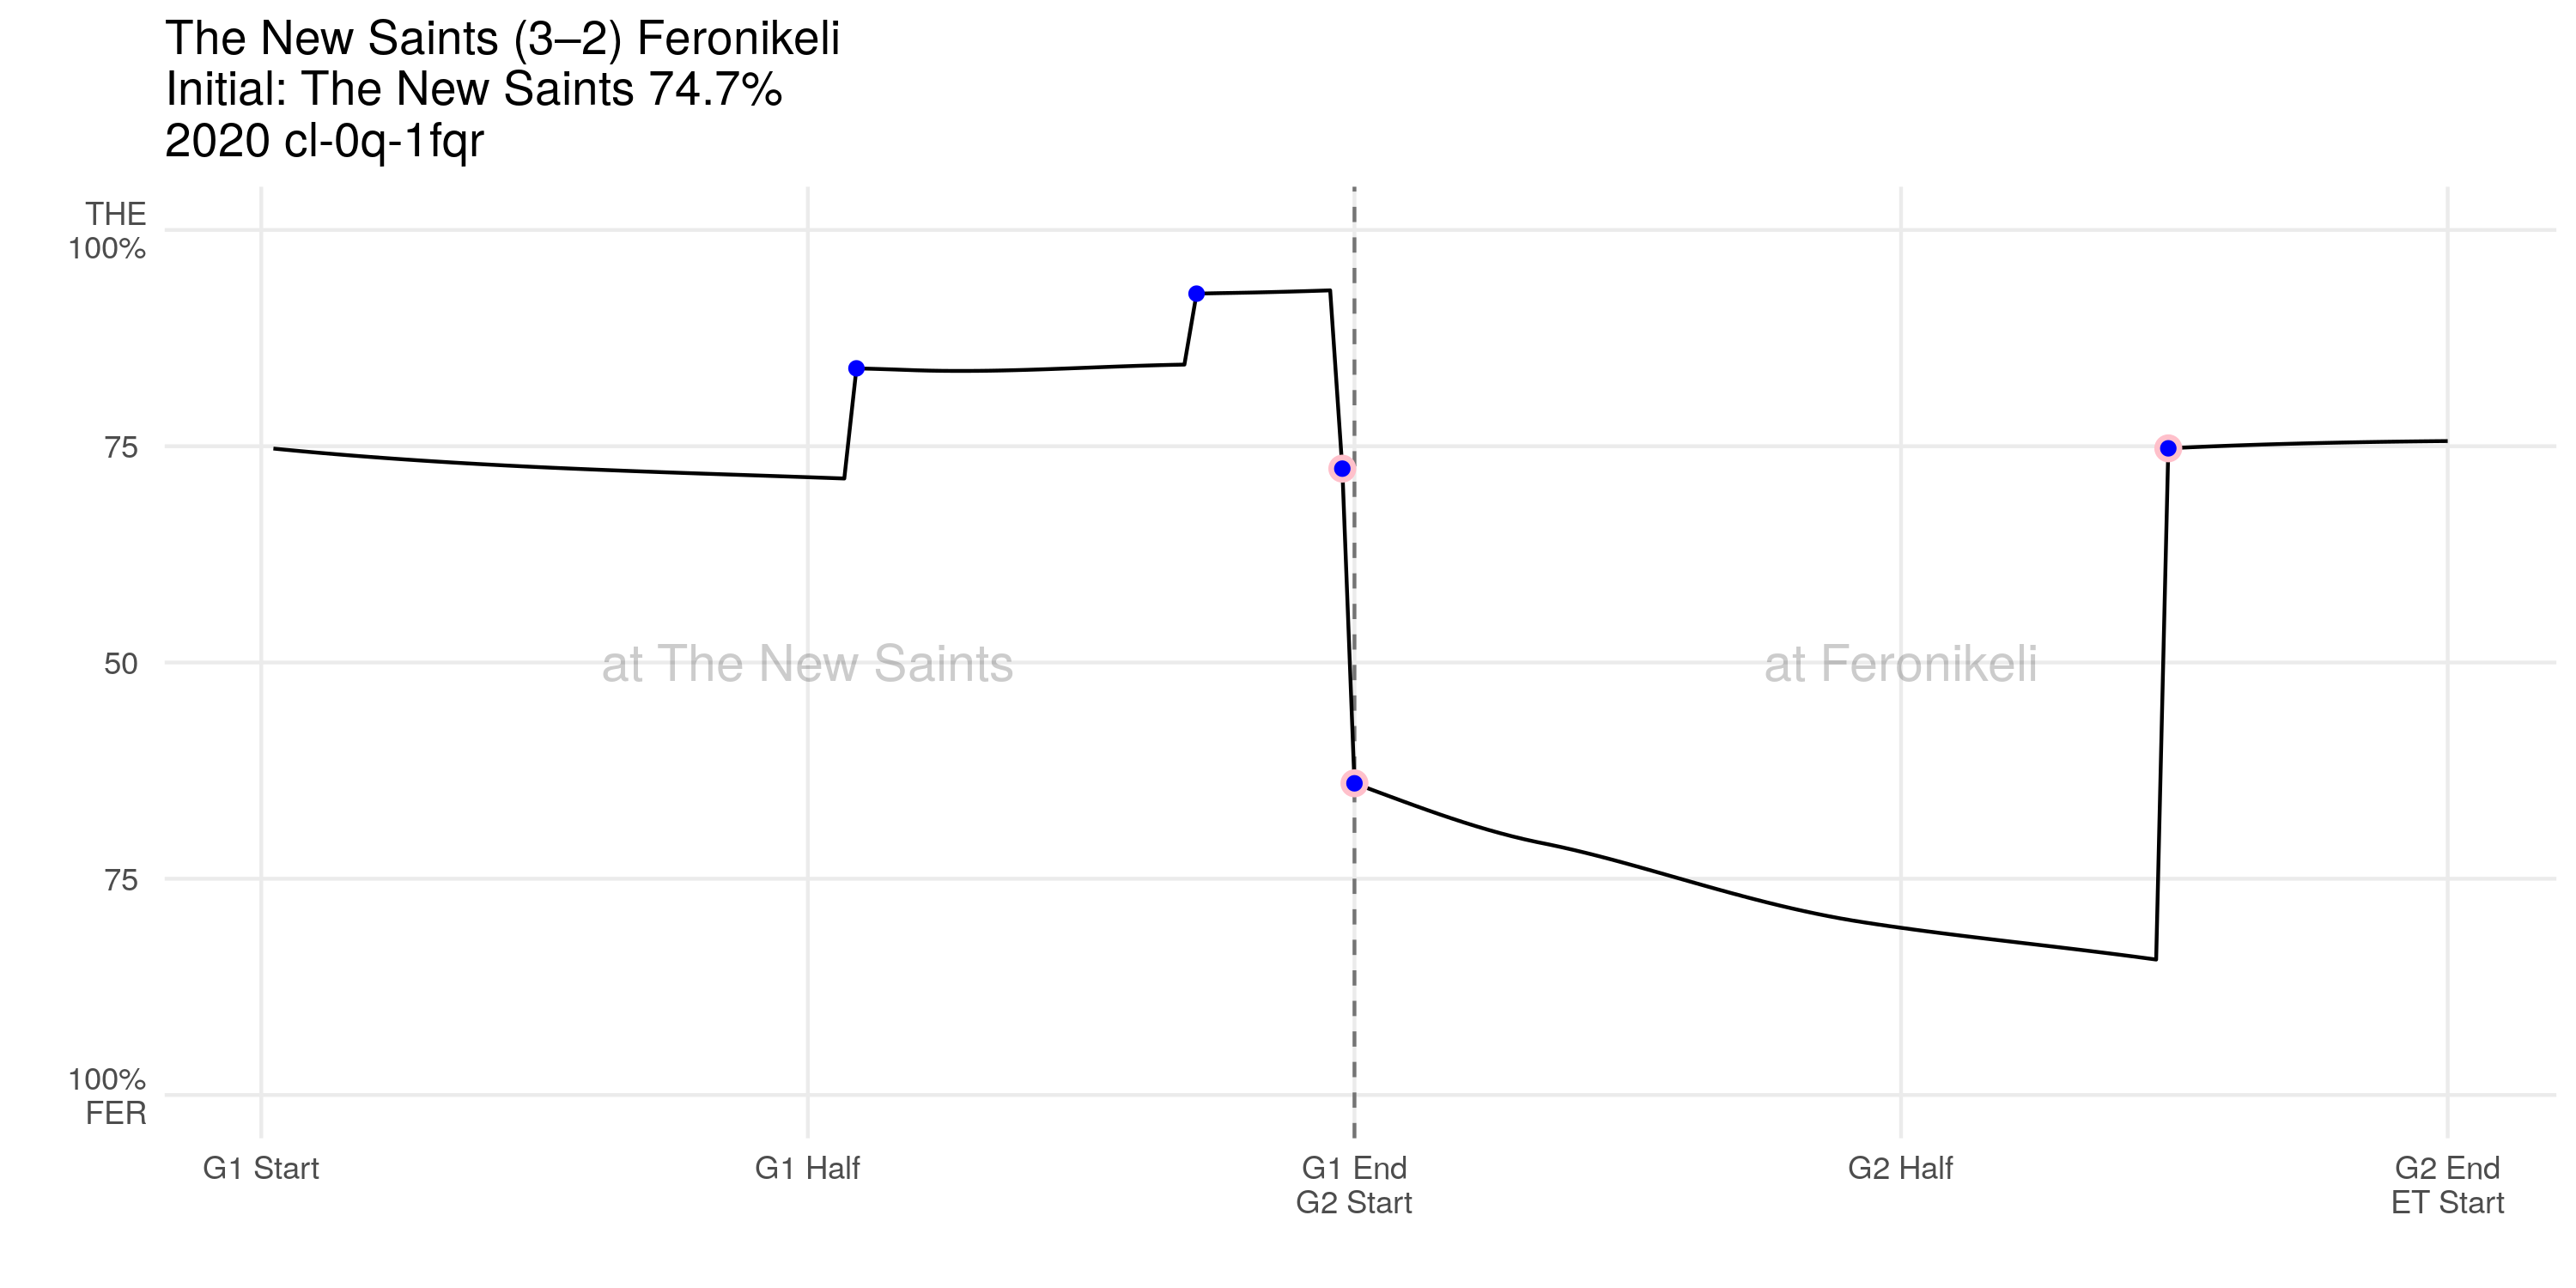 The New Saints (3–2) Feronikeli
Initial: The New Saints 74.7%
2020 cl-0q-1fqr
THE
100%
75
50
75
100%
FER
at The New Saints
at Feronikeli
G1 Start
G1 Half
G1 End
G2 Start
G2 Half
G2 End
ET Start